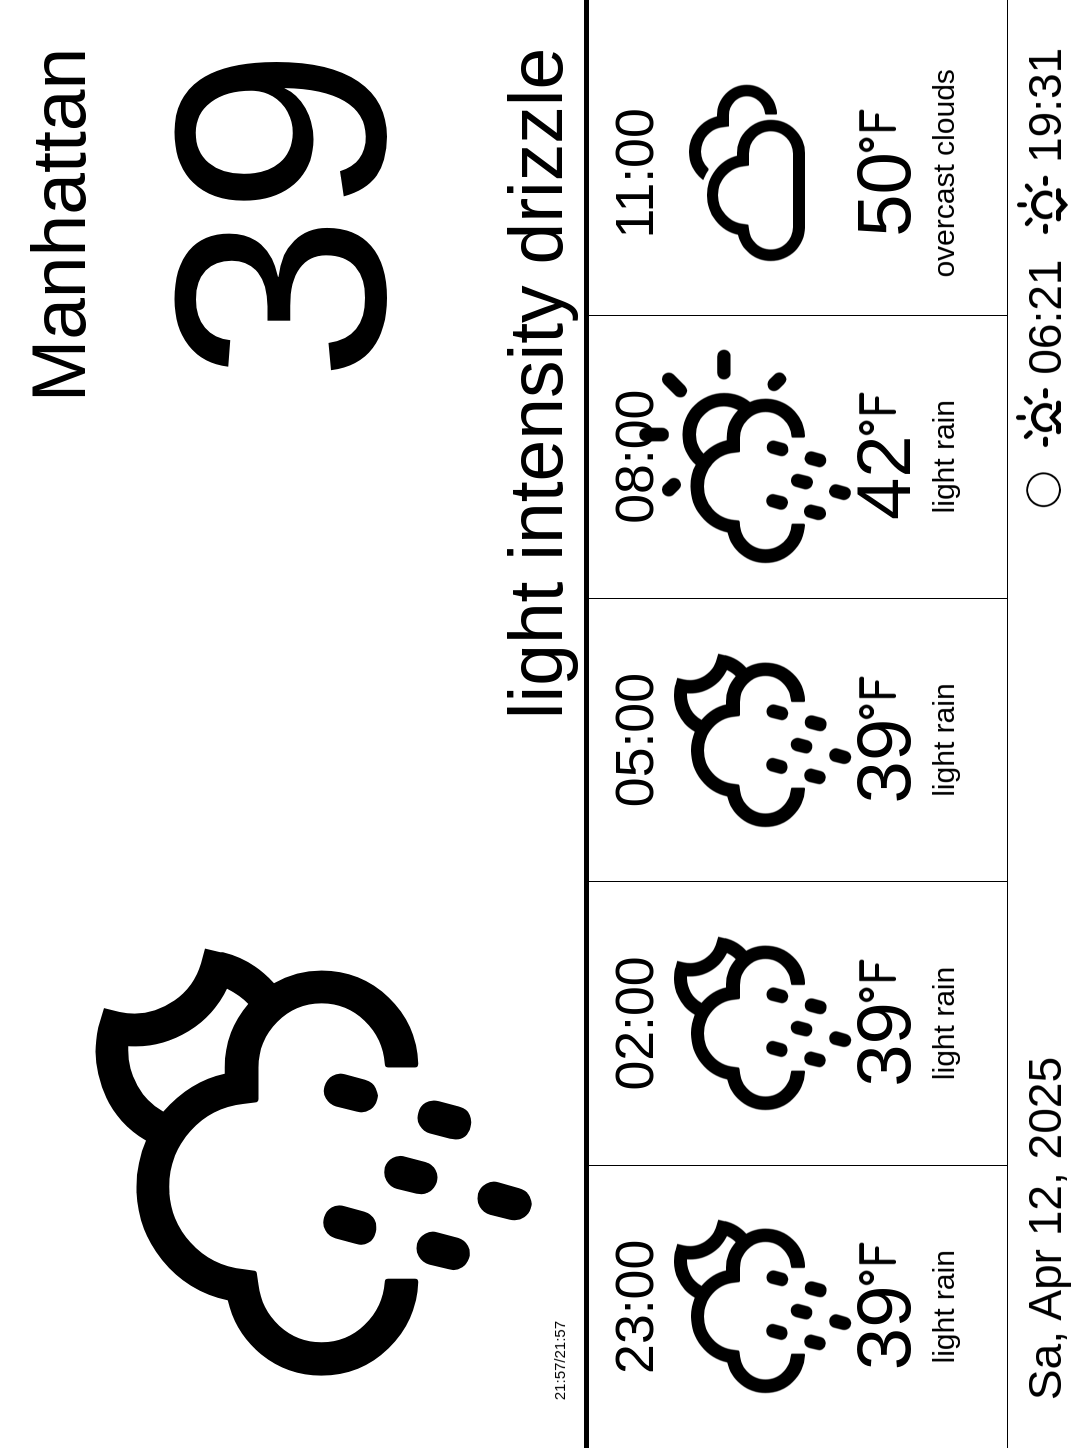 Manhattan
39
light intensity drizzle
21:57/21:57
23:00
39°F
light rain
02:00
39°F
light rain
05:00
39°F
light rain
08:00
42°F
light rain
11:00
50°F
overcast clouds
Sa, Apr 12, 2025
06:21
19:31